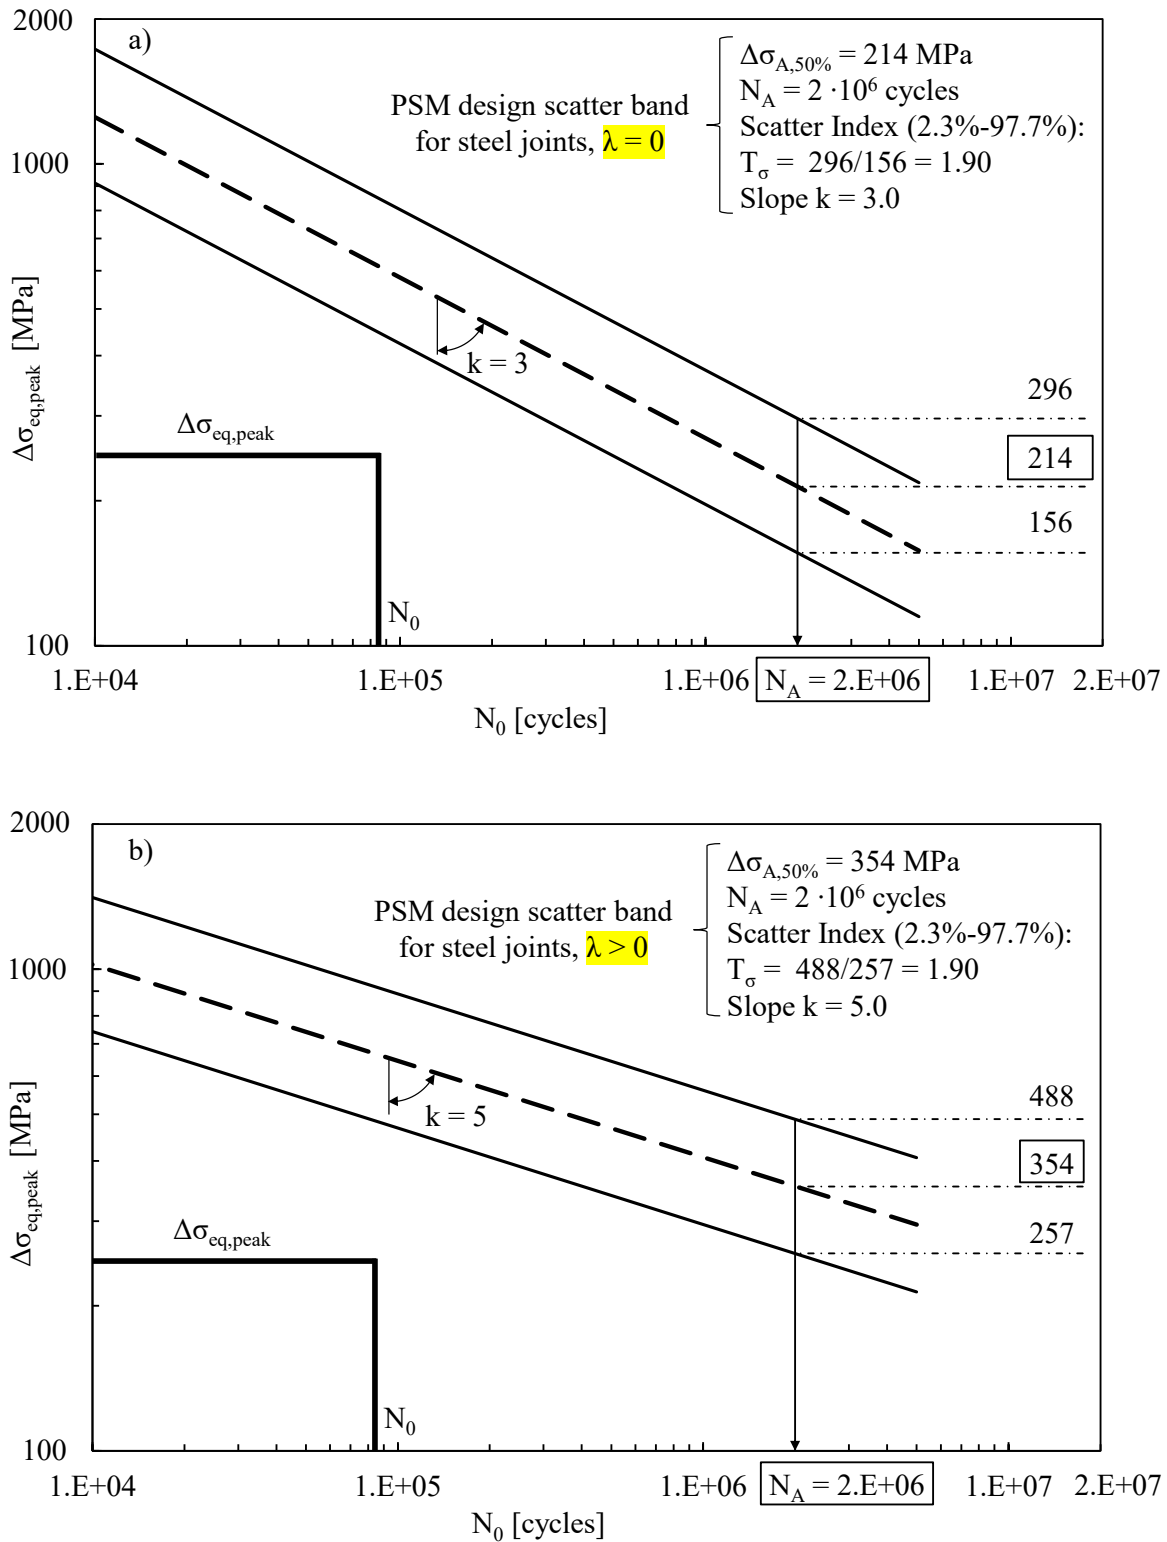 2000
a)
Δσ_A,50% = 214 MPa
N_A = 2 ·10⁶ cycles
PSM design scatter band
for steel joints, λ = 0
Scatter Index (2.3%-97.7%):
T_σ = 296/156 = 1.90
Slope k = 3.0
1000
Δσ_eq,peak [MPa]
k = 3
296
Δσ_eq,peak
214
156
N₀
100
1.E+04
1.E+05
1.E+06
N_A = 2.E+06
1.E+07
2.E+07
N₀ [cycles]
2000
b)
Δσ_A,50% = 354 MPa
N_A = 2 ·10⁶ cycles
PSM design scatter band
for steel joints, λ > 0
Scatter Index (2.3%-97.7%):
T_σ = 488/257 = 1.90
Slope k = 5.0
1000
Δσ_eq,peak [MPa]
k = 5
488
354
Δσ_eq,peak
257
N₀
100
1.E+04
1.E+05
1.E+06
N_A = 2.E+06
1.E+07
2.E+07
N₀ [cycles]